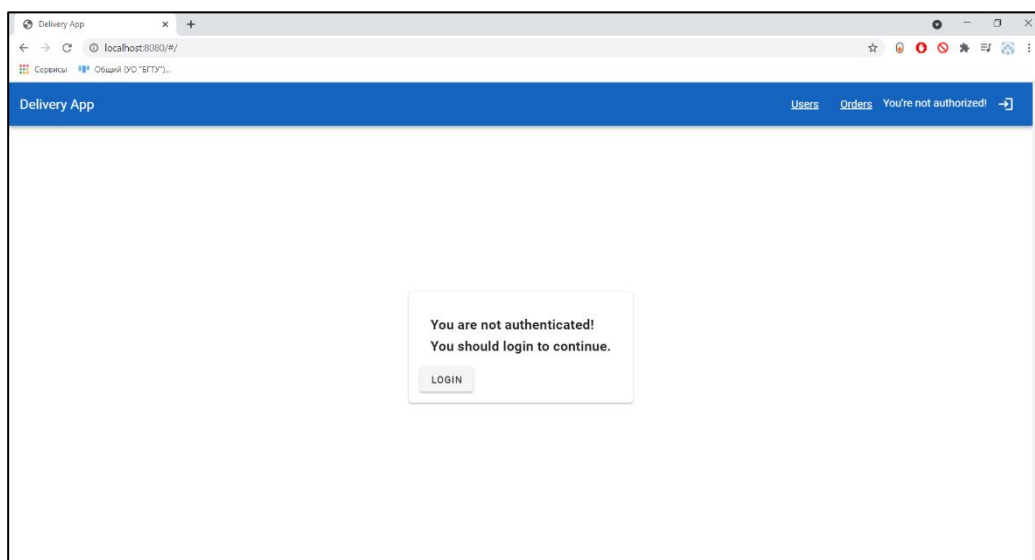 Delivery App
localhost:8080/#/
Сервисы Общий (УО "БГТУ")...
Delivery App Users Orders You're not authorized!
You are not authenticated!
You should login to continue.
LOGIN